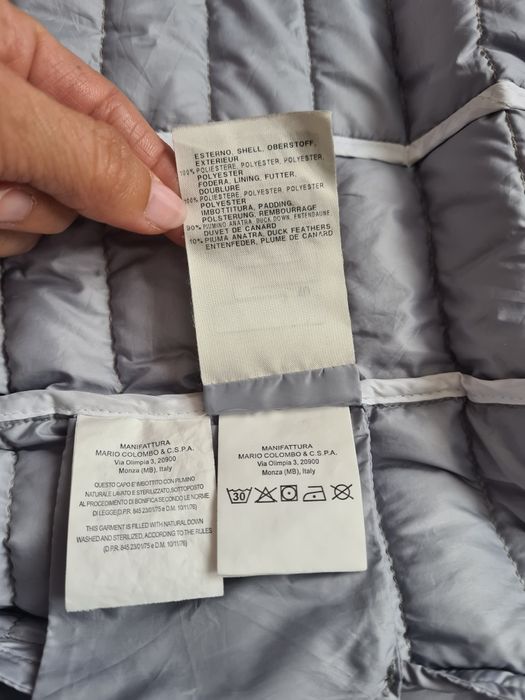 ESTERNO, SHELL, OBERSTOFF,
EXTERIEUR
100% POLIESTERE, POLYESTER, POLYESTER,
POLYESTER
FODERA, LINING, FUTTER,
DOUBLURE
100% POLIESTERE, POLYESTER, POLYESTER
POLYESTER
IMBOTTITURA, PADDING,
POLSTERUNG, REMBOURRAGE
90% PIUMINO ANATRA, DUCK DOWN, ENTENDAUNE,
DUVET DE CANARD
10% PIUMA ANATRA, DUCK FEATHERS,
ENTENFEDER, PLUME DE CANARD
MANIFATTURA
MARIO COLOMBO & C.S.P.A.
Via Olimpia 3, 20900
Monza (MB), Italy
QUESTO CAPO E' IMBOTTITO CON PIUMINO
NATURALE LAVATO E STERILIZZATO, SOTTOPOSTO
AL PROCEDIMENTO DI BONIFICA SECONDO LE NORME
DI LEGGE (D.P.R. 845 23/01/75 e D.M. 10/11/76)
THIS GARMENT IS FILLED WITH NATURAL DOWN
WASHED AND STERILIZED, ACCORDING TO THE RULES
(D.P.R. 845 23/01/75 e D.M. 10/11/76)
MANIFATTURA
MARIO COLOMBO & C.S.P.A.
Via Olimpia 3, 20900
Monza (MB), Italy
30